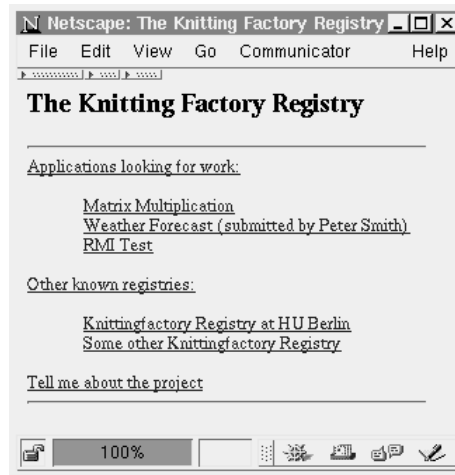 Netscape: The Knitting Factory Registry
File Edit View Go Communicator Help
The Knitting Factory Registry
Applications looking for work:
Matrix Multiplication
Weather Forecast (submitted by Peter Smith)
RMI Test
Other known registries:
Knittingfactory Registry at HU Berlin
Some other Knittingfactory Registry
Tell me about the project
100%